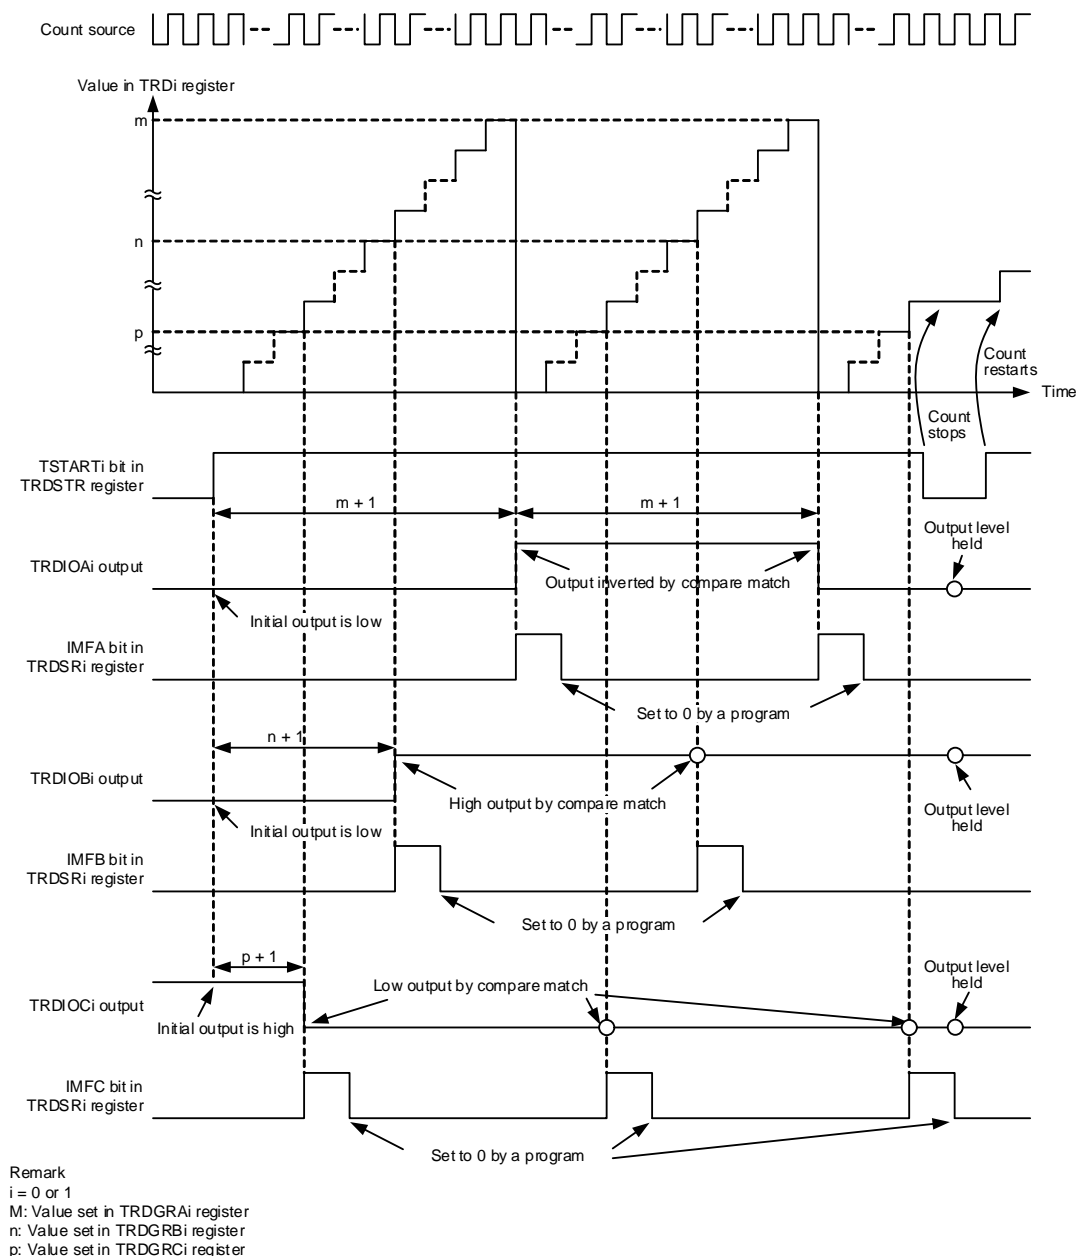 Count source
Value in TRDi register
m
n
p
Count
restarts
Time
Count
stops
TSTARTi bit in
TRDSTR register
m + 1
m + 1
Output level
held
TRDIOAi output
Output inverted by compare match
Initial output is low
IMFA bit in
TRDSRi register
Set to 0 by a program
n + 1
TRDIOBi output
High output by compare match
Output level
held
Initial output is low
IMFB bit in
TRDSRi register
Set to 0 by a program
p + 1
Output level
held
Low output by compare match
TRDIOCi output
Initial output is high
IMFC bit in
TRDSRi register
Set to 0 by a program
Remark
i = 0 or 1
M: Value set in TRDGRAi register
n: Value set in TRDGRBi register
p: Value set in TRDGRCi register